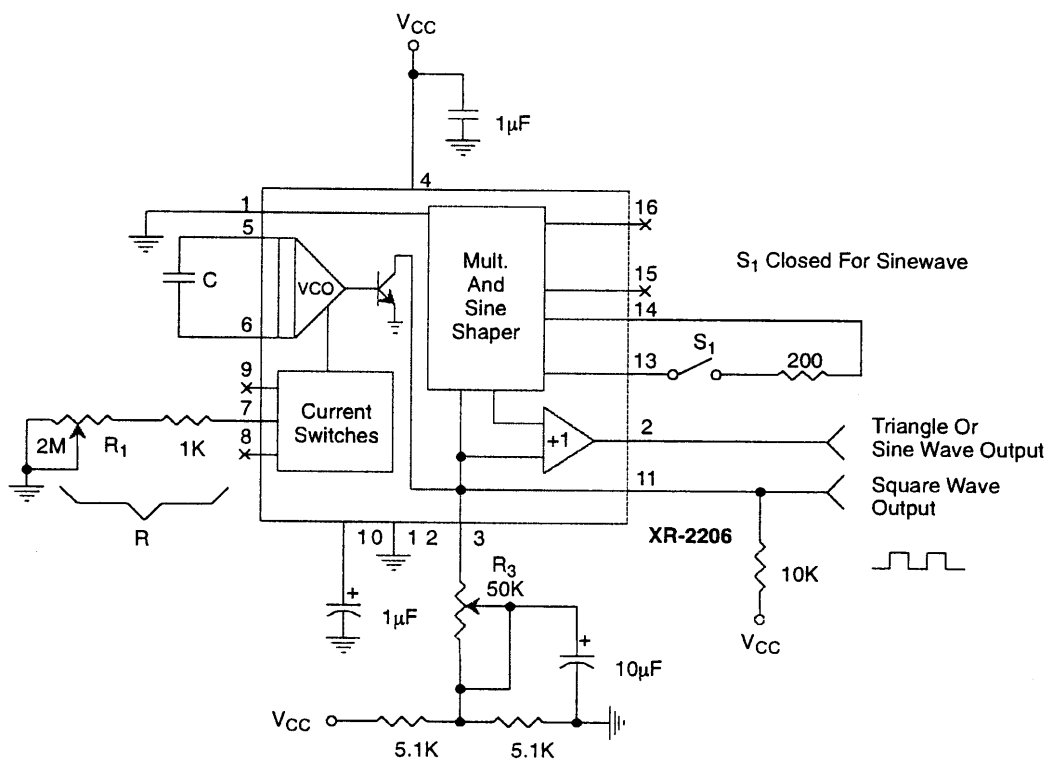 VCC
1µF
4
1
16
5
C
VCO
Mult.
And
Sine
Shaper
15
S1 Closed For Sinewave
6
14
S1
13
200
9
7
8
Current
Switches
2M
R1
1K
R
+1
2
Triangle Or
Sine Wave Output
11
Square Wave
Output
10
12
3
XR-2206
1µF
R3
50K
10K
VCC
10µF
VCC
5.1K
5.1K
+
+